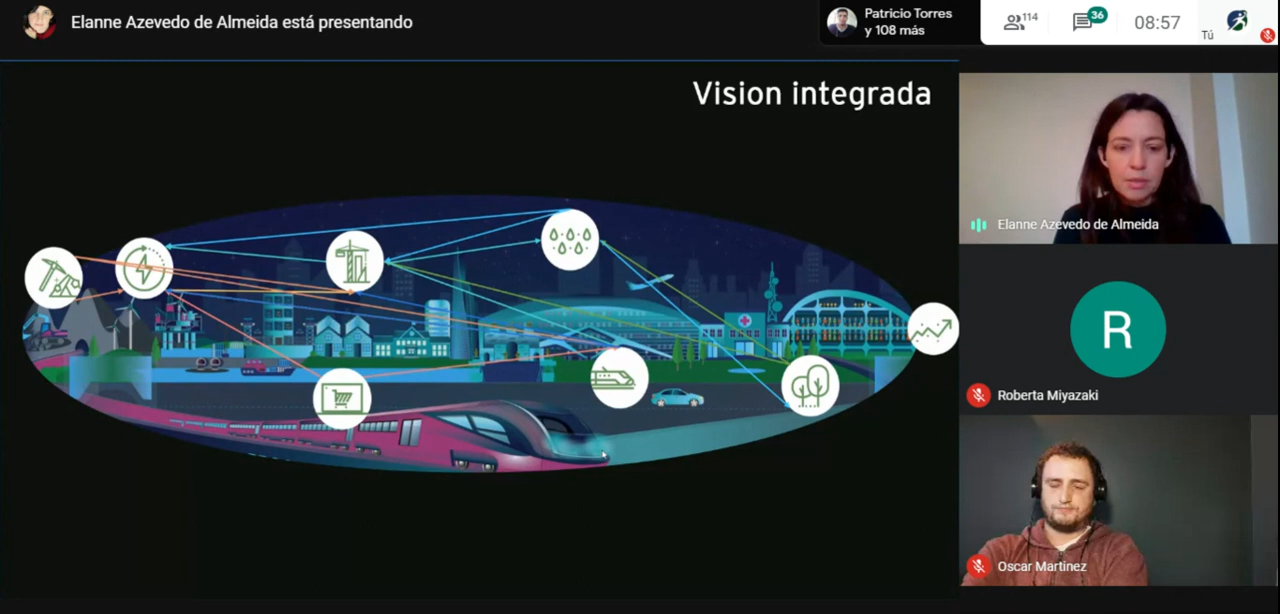 Elanne Azevedo de Almeida está presentando
Patricio Torres
y 108 más
114
36
08:57
Tú
Vision integrada
Elanne Azevedo de Almeida
R
Roberta Miyazaki
Oscar Martinez